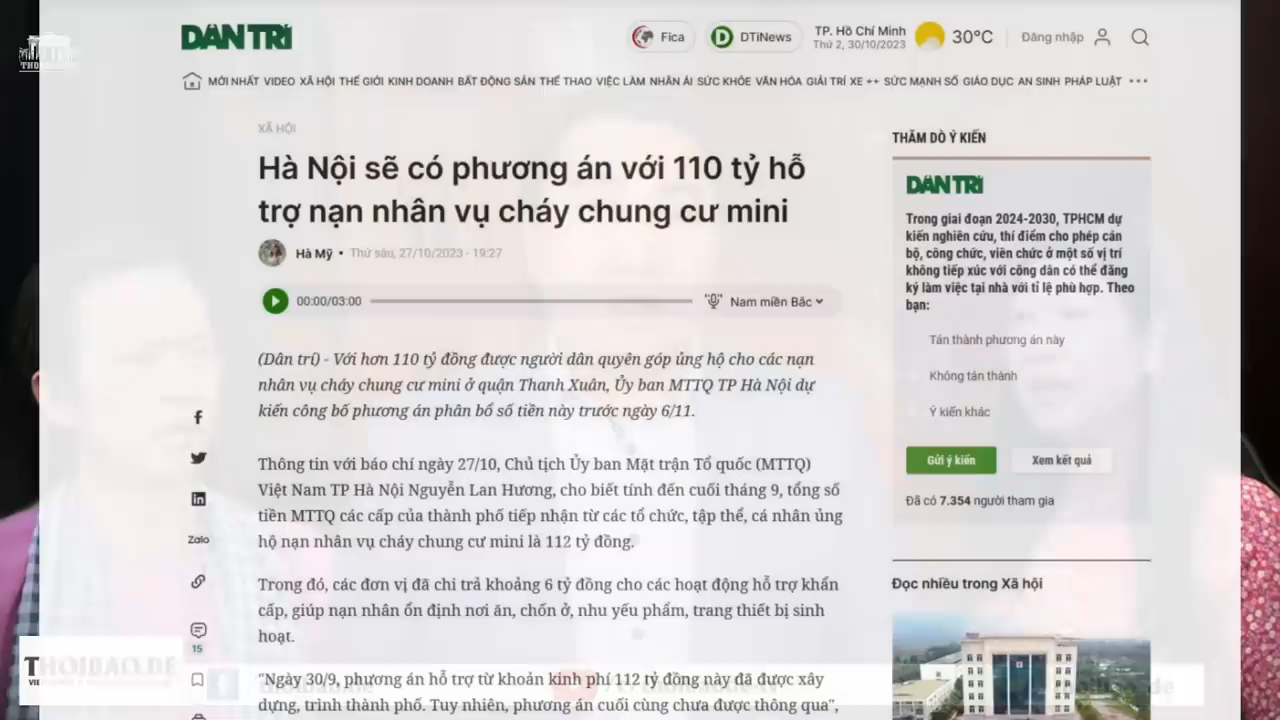 DÂN TRÍ
Fica
DTiNews
TP. Hồ Chí Minh
Thứ 2, 30/10/2023
30°C
Đăng nhập
MỚI NHẤT VIDEO XÃ HỘI THẾ GIỚI KINH DOANH BẤT ĐỘNG SẢN THỂ THAO VIỆC LÀM NHÂN ÁI SỨC KHỎE VĂN HÓA GIẢI TRÍ XE ++ SỨC MẠNH SỐ GIÁO DỤC AN SINH PHÁP LUẬT
XÃ HỘI
Hà Nội sẽ có phương án với 110 tỷ hỗ
trợ nạn nhân vụ cháy chung cư mini
Hà Mỹ • Thứ sáu, 27/10/2023 - 19:27
00:00/03:00
Nam miền Bắc
(Dân trí) - Với hơn 110 tỷ đồng được người dân quyên góp ủng hộ cho các nạn
nhân vụ cháy chung cư mini ở quận Thanh Xuân, Ủy ban MTTQ TP Hà Nội dự
kiến công bố phương án phân bổ số tiền này trước ngày 6/11.
Thông tin với báo chí ngày 27/10, Chủ tịch Ủy ban Mặt trận Tổ quốc (MTTQ)
Việt Nam TP Hà Nội Nguyễn Lan Hương, cho biết tính đến cuối tháng 9, tổng số
tiền MTTQ các cấp của thành phố tiếp nhận từ các tổ chức, tập thể, cá nhân ủng
hộ nạn nhân vụ cháy chung cư mini là 112 tỷ đồng.
Trong đó, các đơn vị đã chi trả khoảng 6 tỷ đồng cho các hoạt động hỗ trợ khẩn
cấp, giúp nạn nhân ổn định nơi ăn, chốn ở, nhu yếu phẩm, trang thiết bị sinh
hoạt.
"Ngày 30/9, phương án hỗ trợ từ khoản kinh phí 112 tỷ đồng này đã được xây
dựng, trình thành phố. Tuy nhiên, phương án cuối cùng chưa được thông qua",
Zalo
15
THĂM DÒ Ý KIẾN
DÂN TRÍ
Trong giai đoạn 2024-2030, TPHCM dự
kiến nghiên cứu, thí điểm cho phép cán
bộ, công chức, viên chức ở một số vị trí
không tiếp xúc với công dân có thể đăng
ký làm việc tại nhà với tỉ lệ phù hợp. Theo
bạn:
Tán thành phương án này
Không tán thành
Ý kiến khác
Gửi ý kiến
Xem kết quả
Đã có 7.354 người tham gia
Đọc nhiều trong Xã hội
THOIBAO.DE